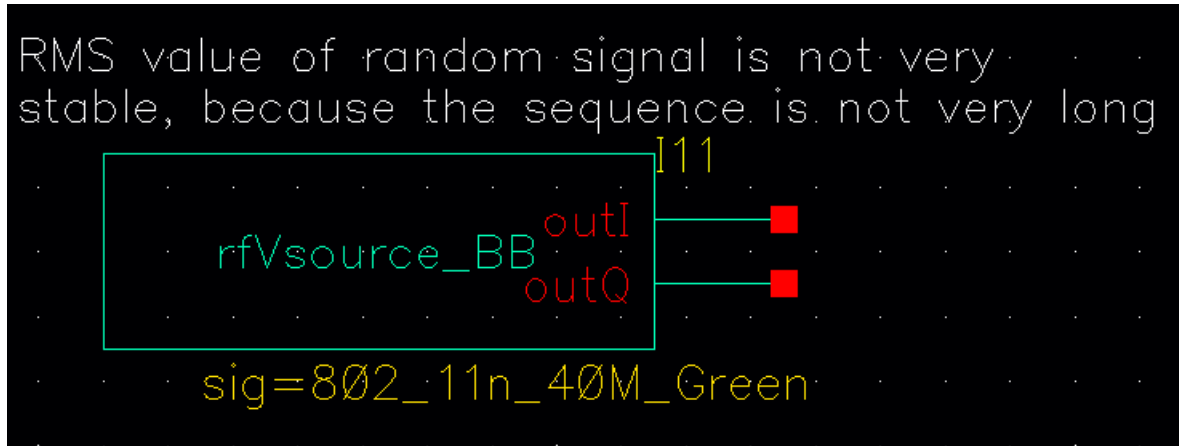 RMS value of random signal is not very
stable, because the sequence is not very long
I11
outI
rfVsource_BB
outQ
sig=802_11n_40M_Green